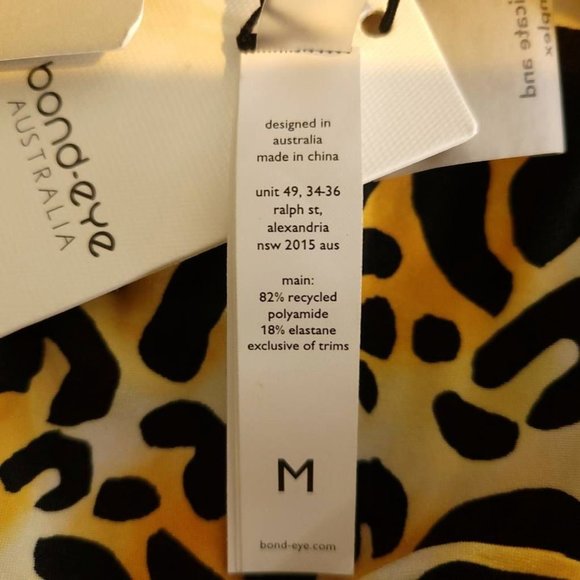 bond-eye
AUSTRALIA
designed in
australia
made in china
unit 49, 34-36
ralph st,
alexandria
nsw 2015 aus
main:
82% recycled
polyamide
18% elastane
exclusive of trims
M
bond-eye.com
and